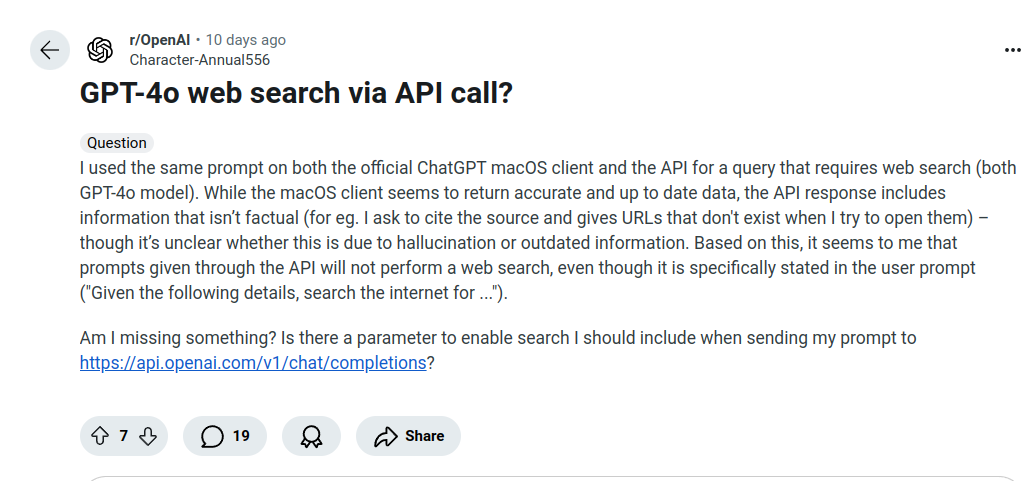 r/OpenAI • 10 days ago
Character-Annual556
GPT-4o web search via API call?
Question
I used the same prompt on both the official ChatGPT macOS client and the API for a query that requires web search (both
GPT-4o model). While the macOS client seems to return accurate and up to date data, the API response includes
information that isn’t factual (for eg. I ask to cite the source and gives URLs that don't exist when I try to open them) –
though it’s unclear whether this is due to hallucination or outdated information. Based on this, it seems to me that
prompts given through the API will not perform a web search, even though it is specifically stated in the user prompt
("Given the following details, search the internet for ...").
Am I missing something? Is there a parameter to enable search I should include when sending my prompt to
https://api.openai.com/v1/chat/completions?
7 19 Share